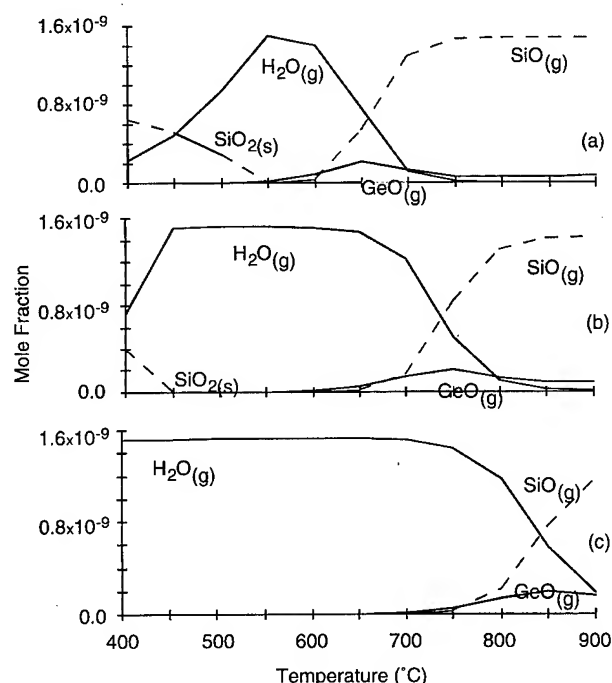 1.6x10-9
H2O(g)
SiO(g)
0.8x10-9
SiO2(s)
(a)
0.0
GeO(g)
1.6x10-9
H2O(g)
SiO(g)
0.8x10-9
(b)
SiO2(s)
0.0
GeO(g)
Mole Fraction
1.6x10-9
H2O(g)
SiO(g)
0.8x10-9
(c)
GeO(g)
0.0
400 500 600 700 800 900
Temperature (°C)